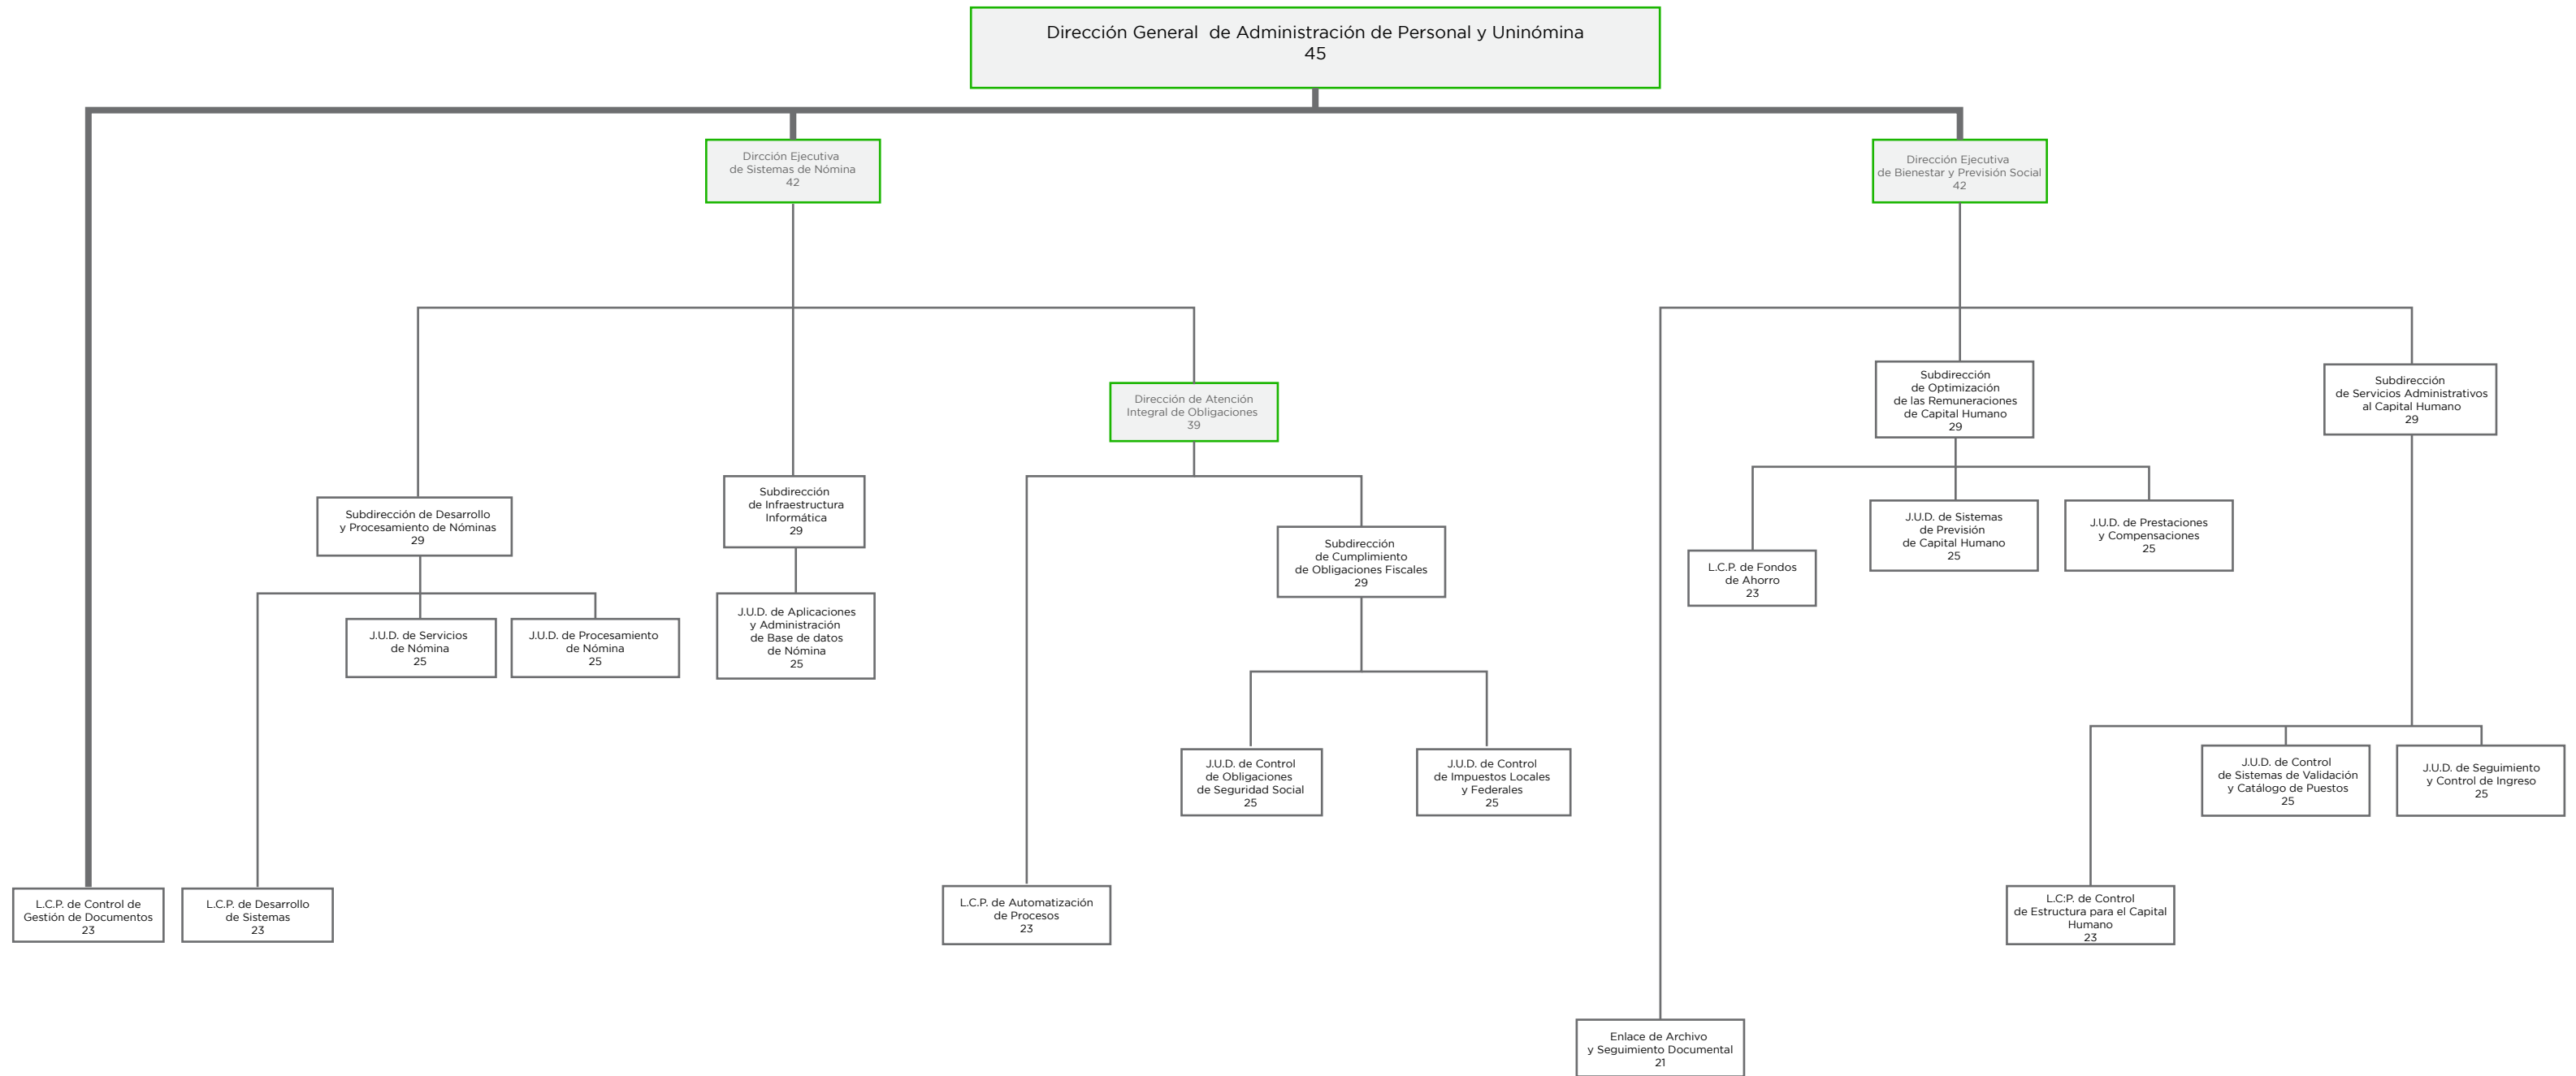 Dirección General  de Administración de Personal y Uninómina
45
Dircción Ejecutiva
de Sistemas de Nómina
42
Dirección Ejecutiva
de Bienestar y Previsión Social
42
Subdirección
de Optimización
de las Remuneraciones
de Capital Humano
29
Subdirección
de Servicios Administrativos
al Capital Humano
29
Dirección de Atención
Integral de Obligaciones
39
Subdirección de Desarrollo
y Procesamiento de Nóminas
29
Subdirección
de Infraestructura
Informática
29
Subdirección
de Cumplimiento
de Obligaciones Fiscales
29
J.U.D. de Sistemas
de Previsión
de Capital Humano
25
J.U.D. de Prestaciones
y Compensaciones
25
L.C.P. de Fondos
de Ahorro
23
J.U.D. de Servicios
de Nómina
25
J.U.D. de Procesamiento
de Nómina
25
J.U.D. de Aplicaciones
y Administración
de Base de datos
de Nómina
25
J.U.D. de Control
de Obligaciones
de Seguridad Social
25
J.U.D. de Control
de Impuestos Locales
y Federales
25
J.U.D. de Control
de Sistemas de Validación
y Catálogo de Puestos
25
J.U.D. de Seguimiento
y Control de Ingreso
25
L.C.P. de Control de
Gestión de Documentos
23
L.C.P. de Desarrollo
de Sistemas
23
L.C.P. de Automatización
de Procesos
23
L.C:P. de Control
de Estructura para el Capital
Humano
23
Enlace de Archivo
y Seguimiento Documental
21